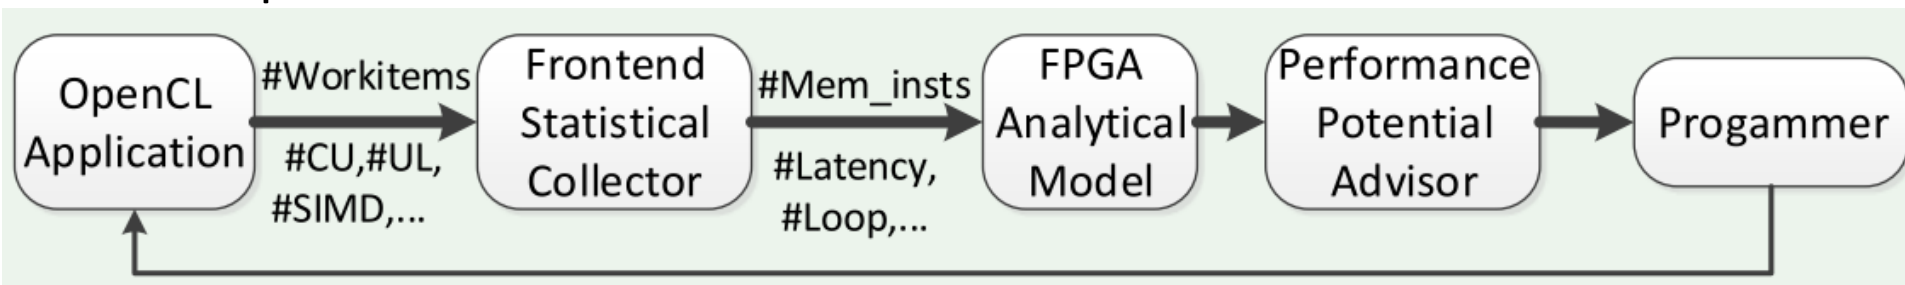 OpenCL
Application
#Workitems
#CU,#UL,
#SIMD,...
Frontend
Statistical
Collector
#Mem_insts
#Latency,
#Loop,...
FPGA
Analytical
Model
Performance
Potential
Advisor
Progammer